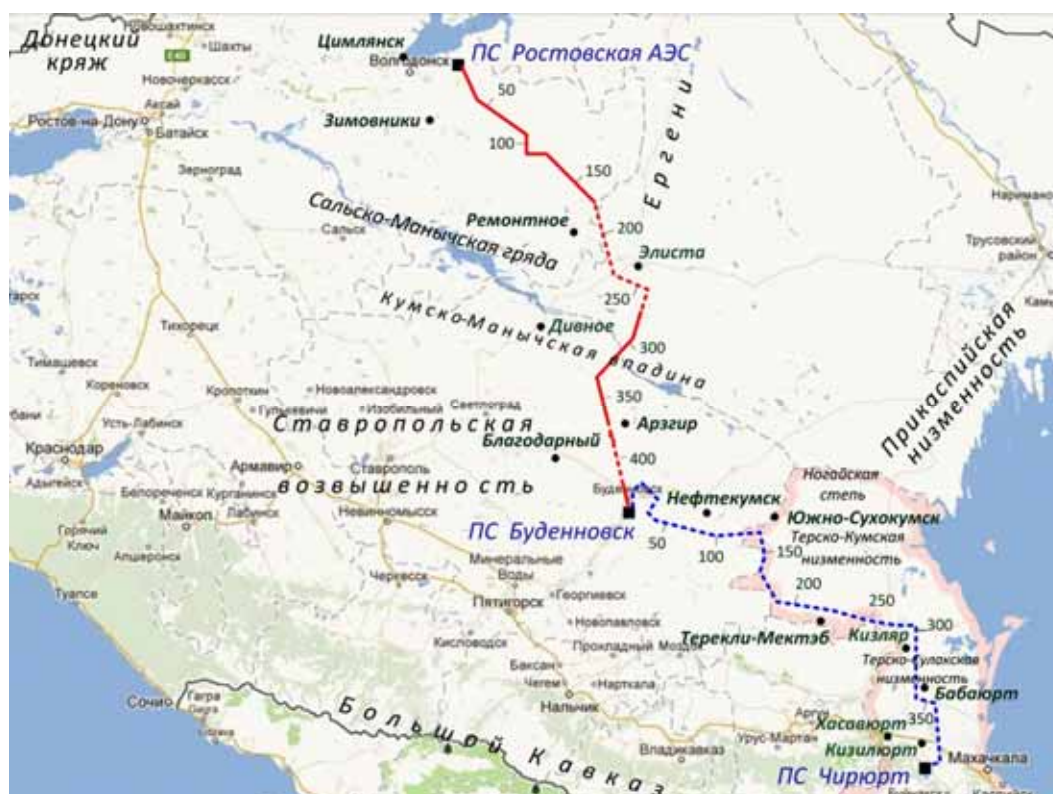 Новошахтинск
Донецкий
кряж
Шахты
E40
Новочеркасск
Цимлянск
Волгодонск
ПС Ростовская АЭС
50
Аксай
Ростов-на-Дону
Батайск
Зимовники
100
Зерноград
150
Ергени
Сальско-Манычская гряда
Сальск
Ремонтное
200
Элиста
Нариманов
Трусовский
район
250
Кумско-Манычская впадина
Дивное
300
Тихорецк
Тимашевск
Кореновск
Кропоткин
Новоалександровск
Гулькевичи
Изобильный
Светлоград
350
Прикаспийская
низменность
Усть-Лабинск
Ставропольская
Арзгир
Благодарный
Краснодар
Армавир
Ставрополь
400
Адыгейск
Белореченск
Курганинск
возвышенность
Ногайская
степь
Майкоп
Лабинск
Невинномысск
ПС Буденновск
Нефтекумск
Южно-Сухокумск
Горячий
Ключ
Апшеронск
Минеральные
Воды
50
100
150
Терско-Кумская
низменность
Черкесск
Туапсе
Георгиевск
200
250
Пятигорск
Новопавловск
300
Кисловодск
Прохладный
Моздок
Терекли-Мектэб
Кизляр
Баксан
Терско-Сулакская
низменность
Чегем
Нарткала
Бабаюрт
Сочи
Гагра
Нальчик
350
Большой Кавказ
Владикавказ
Урус-Мартан
Хасавюрт
Кизилюрт
Махачкала
ПС Чирюрт